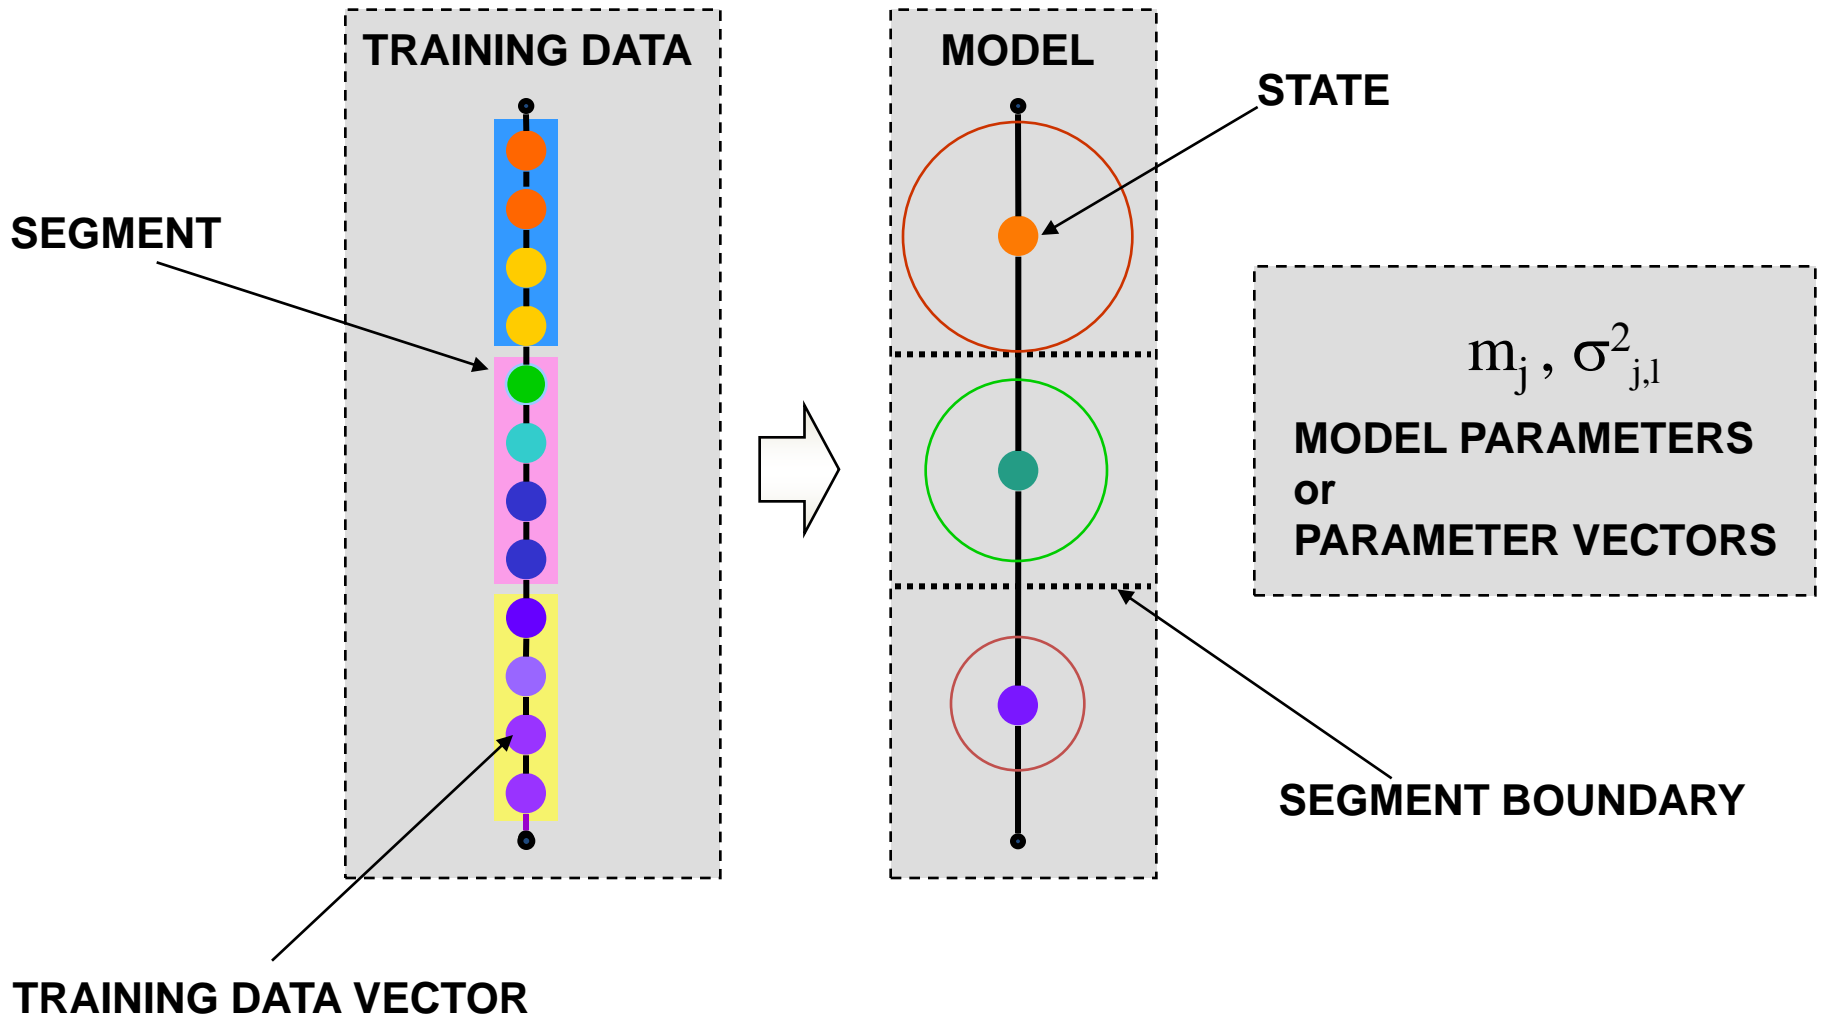 TRAINING DATA
MODEL
STATE
SEGMENT
mj , σ²j,l
MODEL PARAMETERS
or
PARAMETER VECTORS
SEGMENT BOUNDARY
TRAINING DATA VECTOR